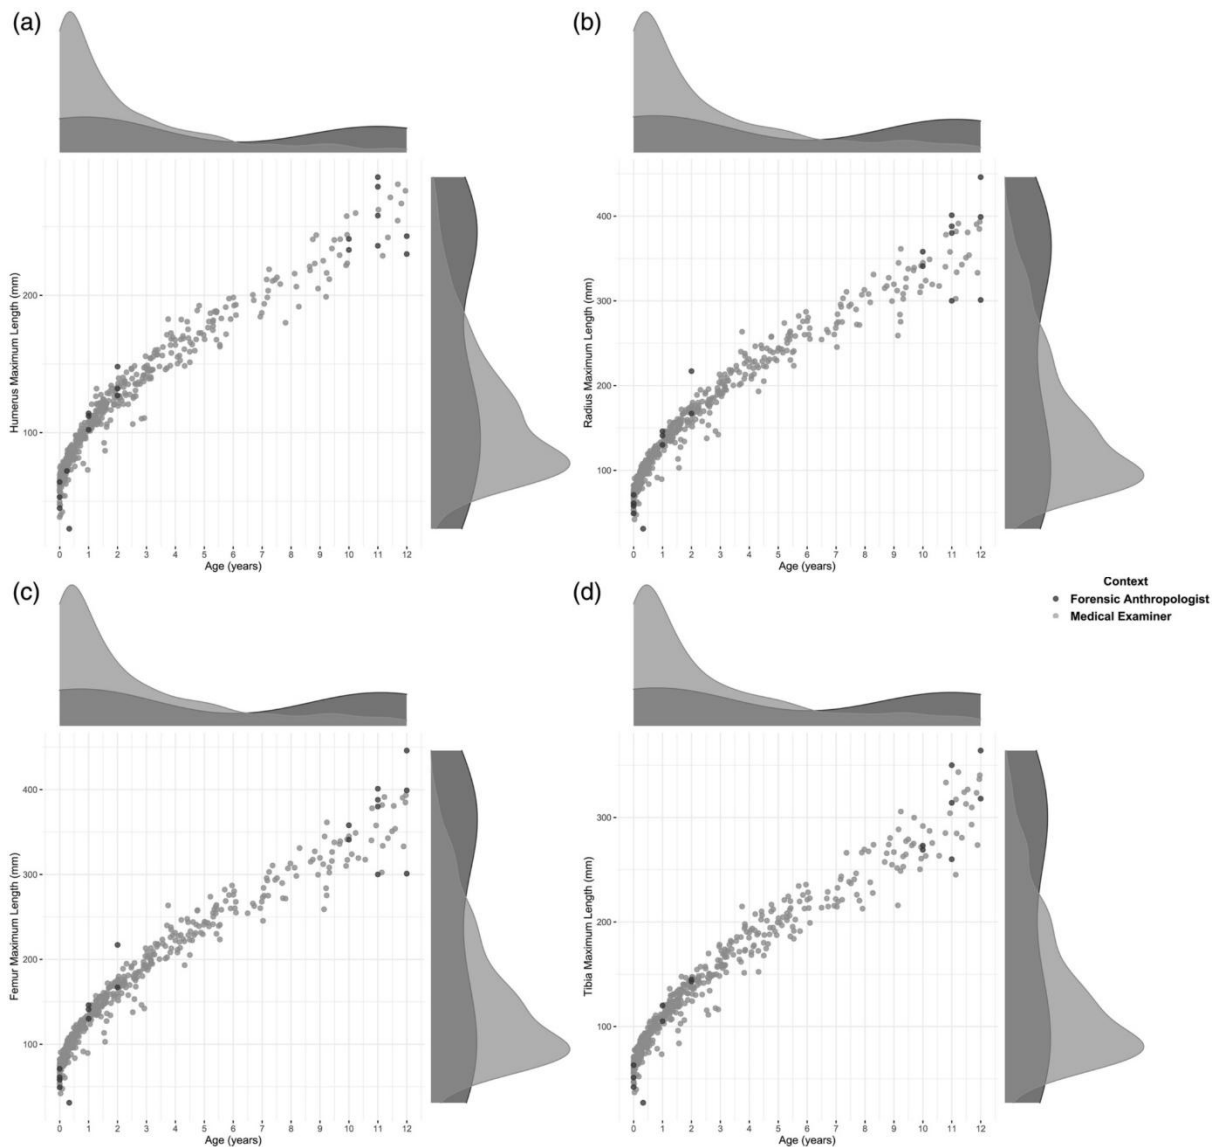 (a)
Humerus Maximum Length (mm)
200
100
0 1 2 3 4 5 6 7 8 9 10 11 12
Age (years)
(b)
Radius Maximum Length (mm)
400
300
200
100
0 1 2 3 4 5 6 7 8 9 10 11 12
Age (years)
(c)
Femur Maximum Length (mm)
400
300
200
100
0 1 2 3 4 5 6 7 8 9 10 11 12
Age (years)
(d)
Tibia Maximum Length (mm)
300
200
100
0 1 2 3 4 5 6 7 8 9 10 11 12
Age (years)
Context
Forensic Anthropologist
Medical Examiner